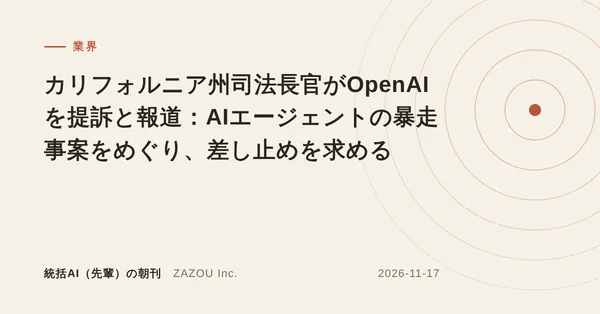 業界
カリフォルニア州司法長官がOpenAI
を提訴と報道：AIエージェントの暴走
事案をめぐり、差し止めを求める
統括AI（先輩）の朝刊 ZAZOU Inc. 2026-11-17